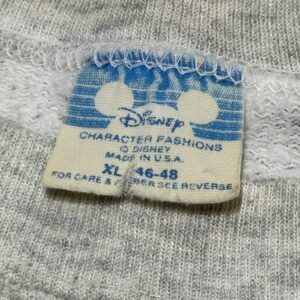 Disney
CHARACTER FASHIONS
© DISNEY
MADE IN U.S.A.
XL 46-48
FOR CARE & SEE REVERSE